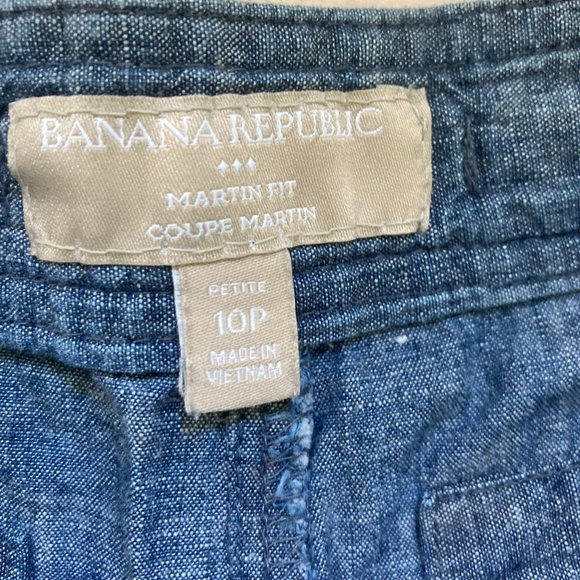 BANANA REPUBLIC
MARTIN FIT
COUPE MARTIN
PETITE
10P
MADE IN
VIETNAM